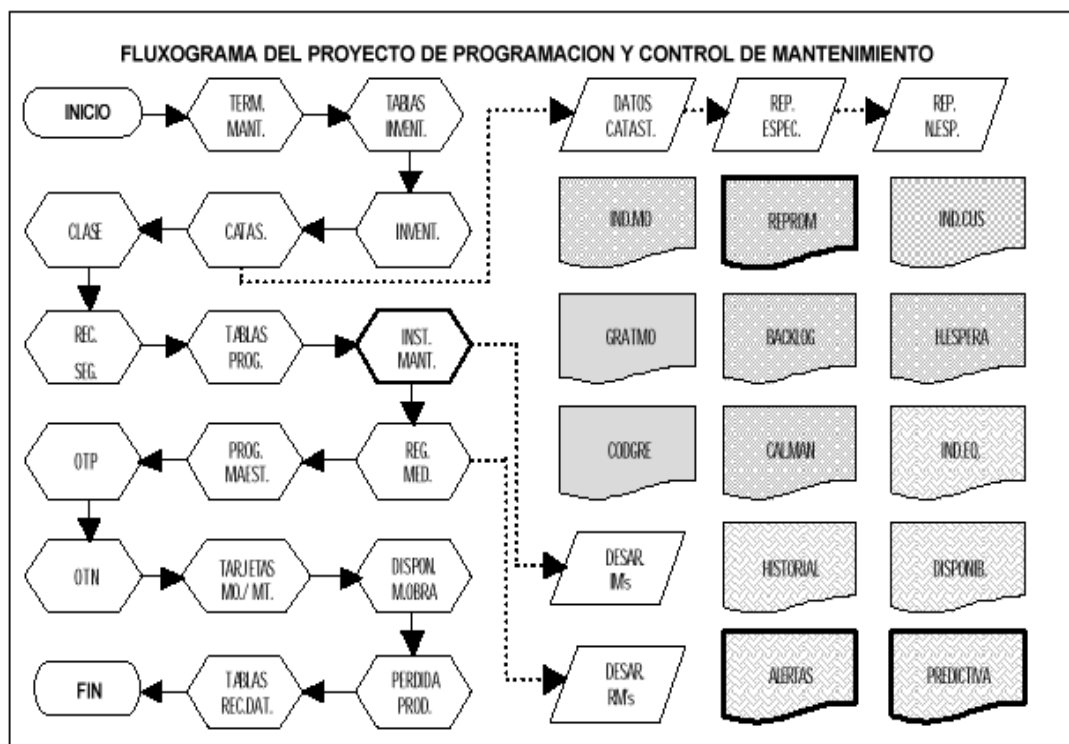 FLUXOGRAMA DEL PROYECTO DE PROGRAMACION Y CONTROL DE MANTENIMIENTO
INICIO
TERM.
MANT.
TABLAS
INVENT.
DATOS
CATAST.
REP.
ESPEC.
REP.
N.ESP.
CLASE
CATAS.
INVENT.
IND.MO
REPROM
IND.CUS
REC.
SEG.
TABLAS
PROG.
INST.
MANT.
GRATMO
BACKLOG
H.ESPERA
OTP
PROG.
MAEST.
REG.
MED.
CODGRE
CALMAN
IND.EQ.
OTN
TARJETAS
MO./ MT.
DISPON.
M.OBRA
DESAR.
IM's
HISTORIAL
DISPONIB.
FIN
TABLAS
REC.DAT.
PERDIDA
PROD.
DESAR.
RM's
ALERTAS
PREDICTIVA